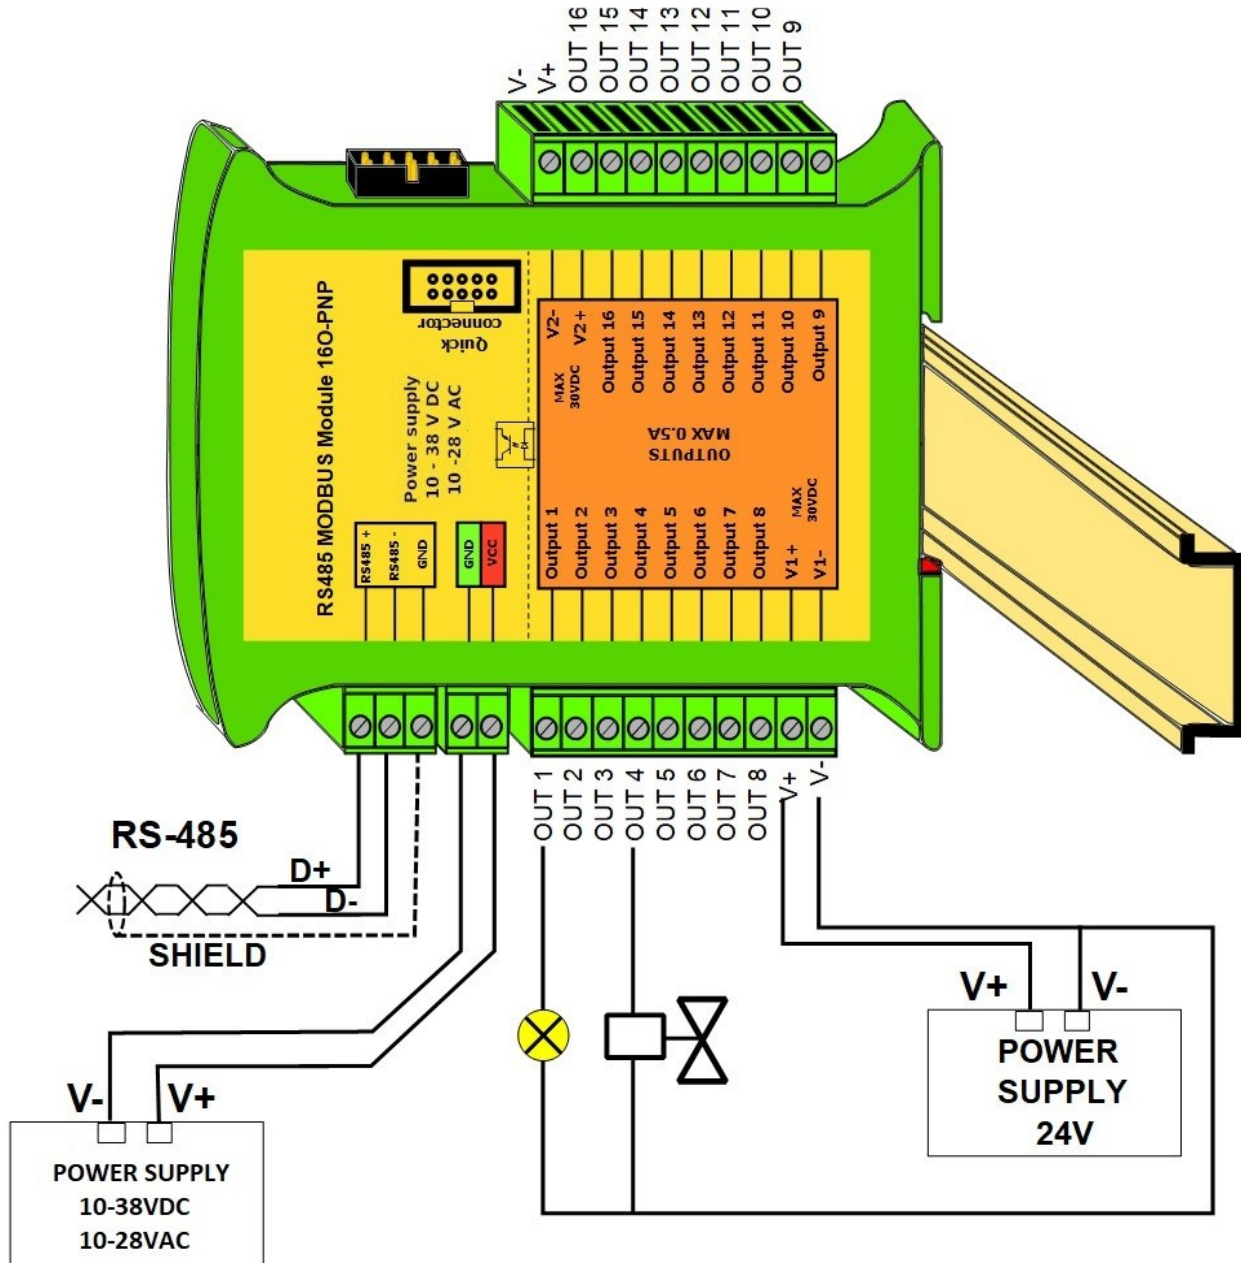 V-
V+
OUT 16
OUT 15
OUT 14
OUT 13
OUT 12
OUT 11
OUT 10
OUT 9
RS485 MODBUS Module 16O-PNP
Quick
connector
Power supply
10 - 38 V DC
10 -28 V AC
RS485 +
RS485 -
GND
GND
VCC
V2-
V2+
Output 16
Output 15
Output 14
Output 13
Output 12
Output 11
Output 10
Output 9
MAX
30VDC
OUTPUTS
MAX 0.5A
Output 1
Output 2
Output 3
Output 4
Output 5
Output 6
Output 7
Output 8
V1+
V1-
MAX
30VDC
OUT 1
OUT 2
OUT 3
OUT 4
OUT 5
OUT 6
OUT 7
OUT 8
V+
V-
RS-485
D+
D-
SHIELD
V-
V+
POWER SUPPLY
10-38VDC
10-28VAC
V+
V-
POWER
SUPPLY
24V